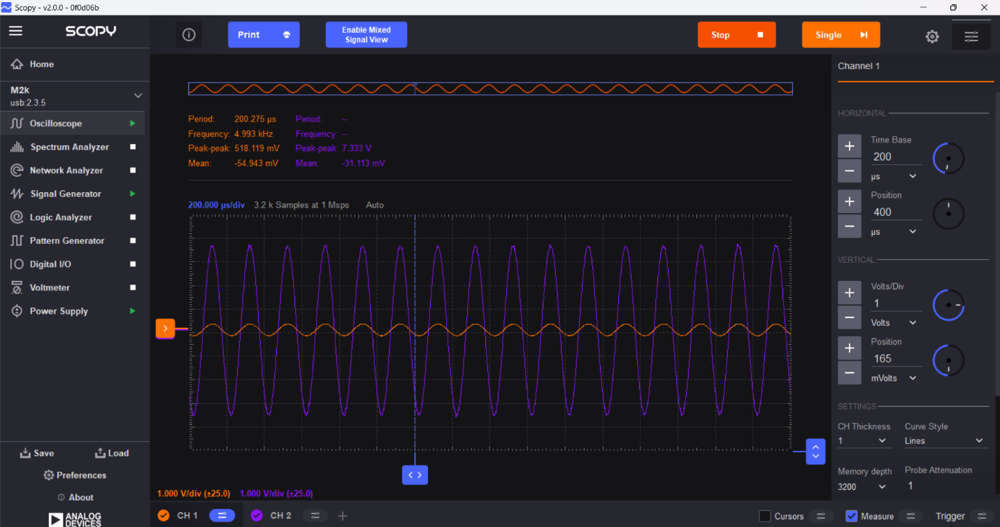 Scopy - v2.0.0 - 0f0d06b
SCOPY
Print
Enable Mixed
Signal View
Stop
Single
Home
M2k
usb:2.3.5
Oscilloscope
Spectrum Analyzer
Network Analyzer
Signal Generator
Logic Analyzer
Pattern Generator
Digital I/O
Voltmeter
Power Supply
Save
Load
Preferences
About
ANALOG
DEVICES
Period: 200.275 µs Period: --
Frequency: 4.993 kHz Frequency: --
Peak-peak: 518.119 mV Peak-peak: 7.333 V
Mean: -54.943 mV Mean: -31.113 mV
200.000 µs/div 3.2 k Samples at 1 Msps Auto
1.000 V/div (±25.0) 1.000 V/div (±25.0)
CH 1
CH 2
Cursors
Measure
Trigger
Channel 1
HORIZONTAL
Time Base
200
µs
Position
400
µs
VERTICAL
Volts/Div
1
Volts
Position
165
mVolts
SETTINGS
CH Thickness Curve Style
1 Lines
Memory depth Probe Attenuation
3200 1